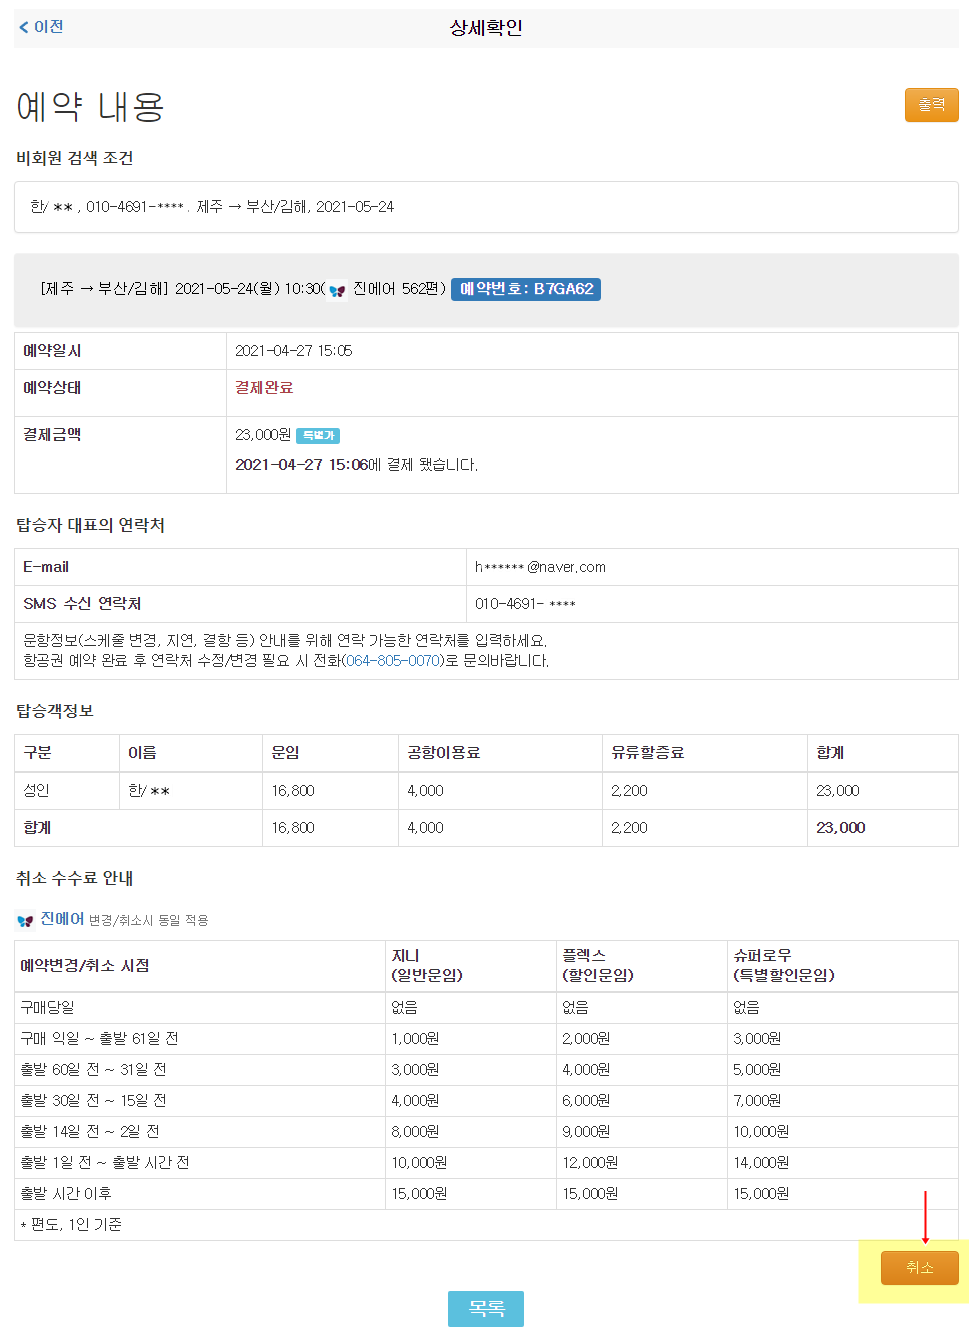 < 이전
상세확인
예약 내용
출력
비회원 검색 조건
한/ ** , 010-4691-**** . 제주 → 부산/김해, 2021-05-24
[제주 → 부산/김해] 2021-05-24(월) 10:30( 진에어 562편) 예약번호: B7GA62
예약일시 2021-04-27 15:05
예약상태 결제완료
결제금액 23,000원 특별가
2021-04-27 15:06에 결제 됐습니다.
탑승자 대표의 연락처
E-mail h****** @naver.com
SMS 수신 연락처 010-4691- ****
운항정보(스케줄 변경, 지연, 결항 등) 안내를 위해 연락 가능한 연락처를 입력하세요.
항공권 예약 완료 후 연락처 수정/변경 필요 시 전화(064-805-0070)로 문의바랍니다.
탑승객정보
구분 이름 운임 공항이용료 유류할증료 합계
성인 한/ ** 16,800 4,000 2,200 23,000
합계 16,800 4,000 2,200 23,000
취소 수수료 안내
진에어 변경/취소시 동일 적용
예약변경/취소 시점 지니 플렉스 슈퍼로우
(일반운임) (할인운임) (특별할인운임)
구매당일 없음 없음 없음
구매 익일 ~ 출발 61일 전 1,000원 2,000원 3,000원
출발 60일 전 ~ 31일 전 3,000원 4,000원 5,000원
출발 30일 전 ~ 15일 전 4,000원 6,000원 7,000원
출발 14일 전 ~ 2일 전 8,000원 9,000원 10,000원
출발 1일 전 ~ 출발 시간 전 10,000원 12,000원 14,000원
출발 시간 이후 15,000원 15,000원 15,000원
* 편도, 1인 기준
취소
목록